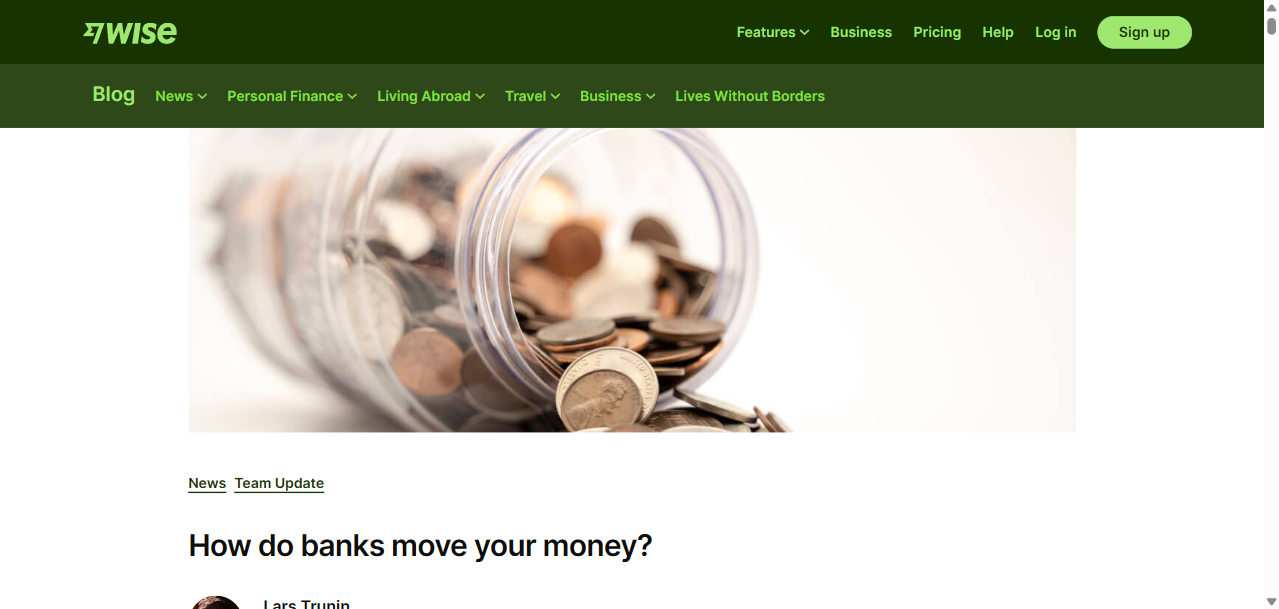 WISE
Features Business Pricing Help Log in Sign up
Blog News Personal Finance Living Abroad Travel Business Lives Without Borders
News Team Update
How do banks move your money?
Lars Trunin